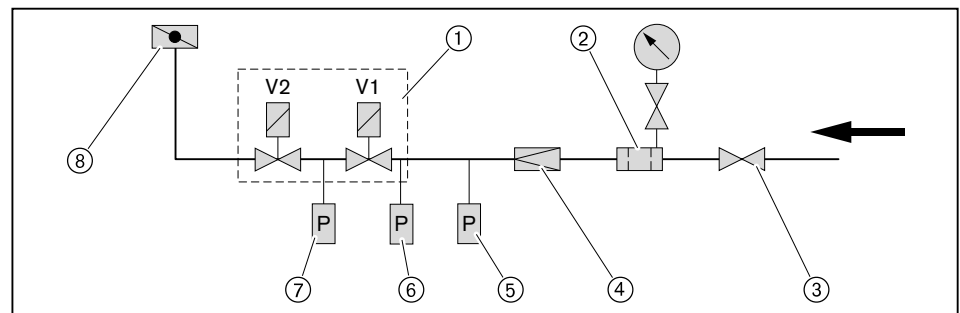 ① ②
V2 V1
⑧
P P P
⑦ ⑥ ⑤ ④ ③